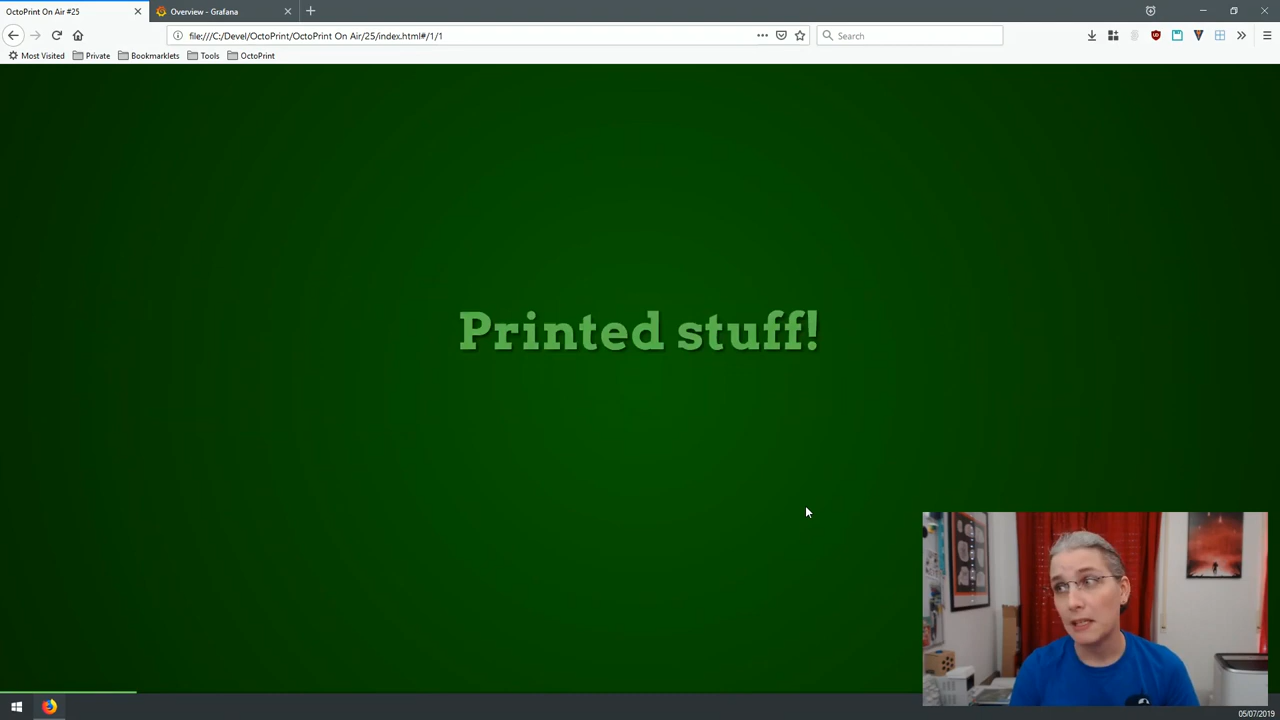 OctoPrint On Air #25
Overview - Grafana
file:///C:/Devel/OctoPrint/OctoPrint On Air/25/index.html#/1/1
Search
Most Visited
Private
Bookmarklets
Tools
OctoPrint
Printed stuff!
05/07/2019